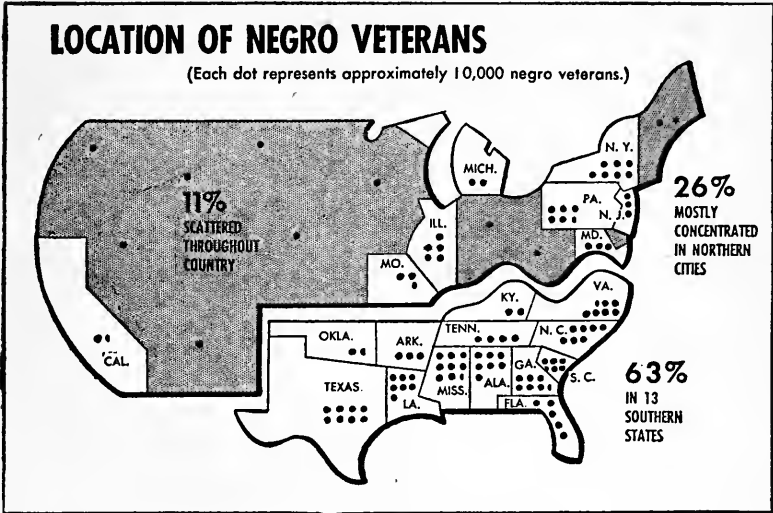 LOCATION OF NEGRO VETERANS
(Each dot represents approximately 10,000 negro veterans.)
N. Y.
MICH.
11%
SCATTERED
THROUGHOUT
COUNTRY
ILL.
PA.
N. J.
MD.
MO.
26%
MOSTLY
CONCENTRATED
IN NORTHERN
CITIES
CAL.
KY.
VA.
OKLA.
ARK.
TENN.
N. C.
TEXAS.
LA.
MISS.
ALA.
GA.
S. C.
FLA.
63%
IN 13
SOUTHERN
STATES